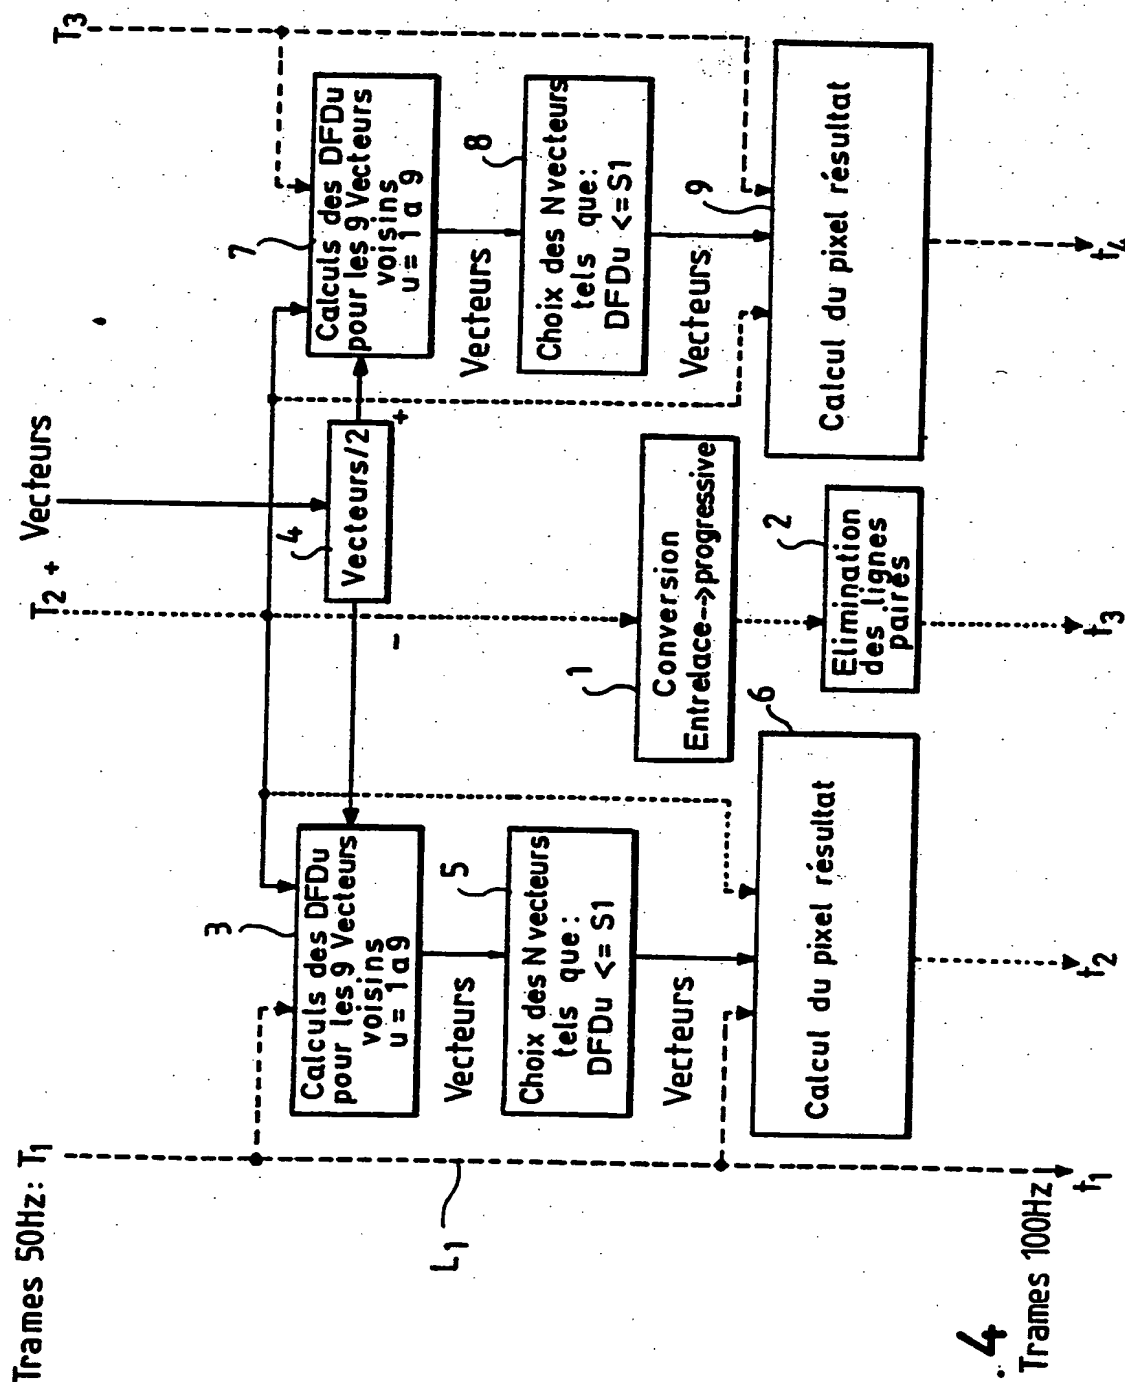 Trames 50Hz: T1
T2 + Vecteurs
T3
3
Calculs des DFDu
pour les 9 Vecteurs
voisins
u = 1 a 9
4
Vecteurs/2
-
+
7
Calculs des DFDu
pour les 9 Vecteurs
voisins
u = 1 a 9
Vecteurs
Vecteurs
5
Choix des N vecteurs
tels que:
DFDu <= S1
8
Choix des N vecteurs
tels que:
DFDu <= S1
L1
Vecteurs
1
Conversion
Entrelace-->progressive
Vecteurs
6
Calcul du pixel résultat
2
Elimination
des lignes
paires
9
Calcul du pixel résultat
Trames 100Hz
t1
t2
t3
t4
.4